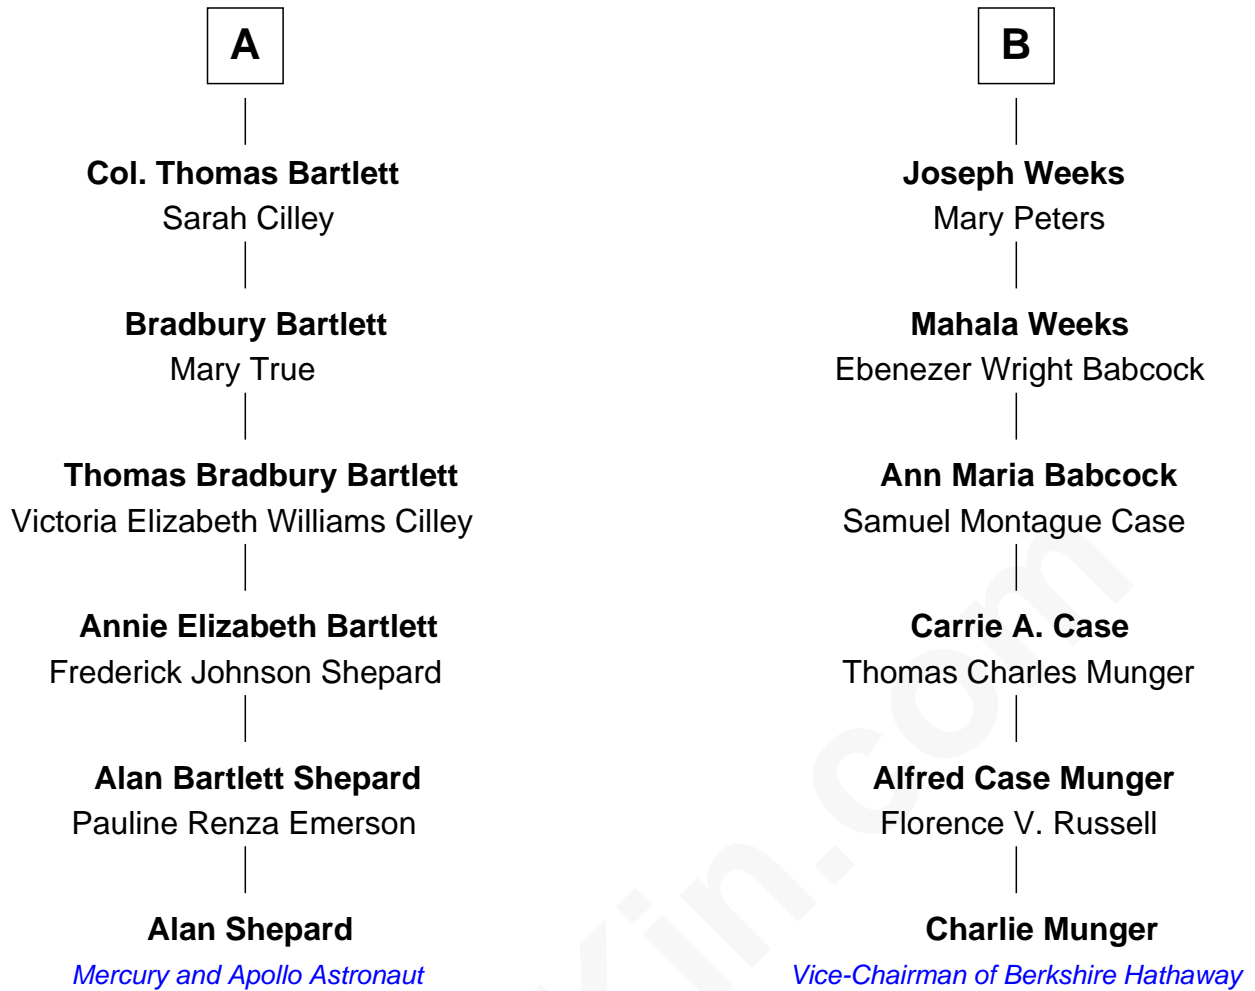 A
Col. Thomas Bartlett
Sarah Cilley
Bradbury Bartlett
Mary True
Thomas Bradbury Bartlett
Victoria Elizabeth Williams Cilley
Annie Elizabeth Bartlett
Frederick Johnson Shepard
Alan Bartlett Shepard
Pauline Renza Emerson
Alan Shepard
Mercury and Apollo Astronaut
B
Joseph Weeks
Mary Peters
Mahala Weeks
Ebenezer Wright Babcock
Ann Maria Babcock
Samuel Montague Case
Carrie A. Case
Thomas Charles Munger
Alfred Case Munger
Florence V. Russell
Charlie Munger
Vice-Chairman of Berkshire Hathaway
Kin.com